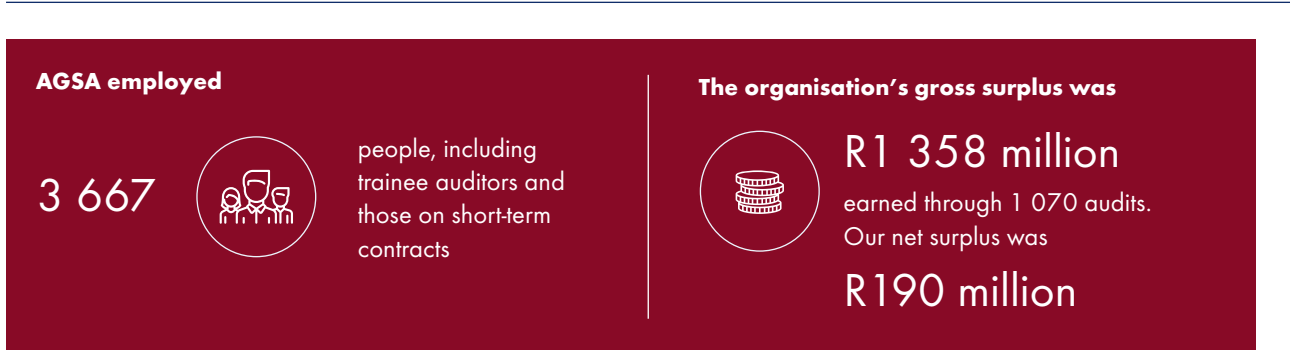 AGSA employed
3 667
people, including
trainee auditors and
those on short-term
contracts
The organisation’s gross surplus was
R1 358 million
earned through 1 070 audits.
Our net surplus was
R190 million